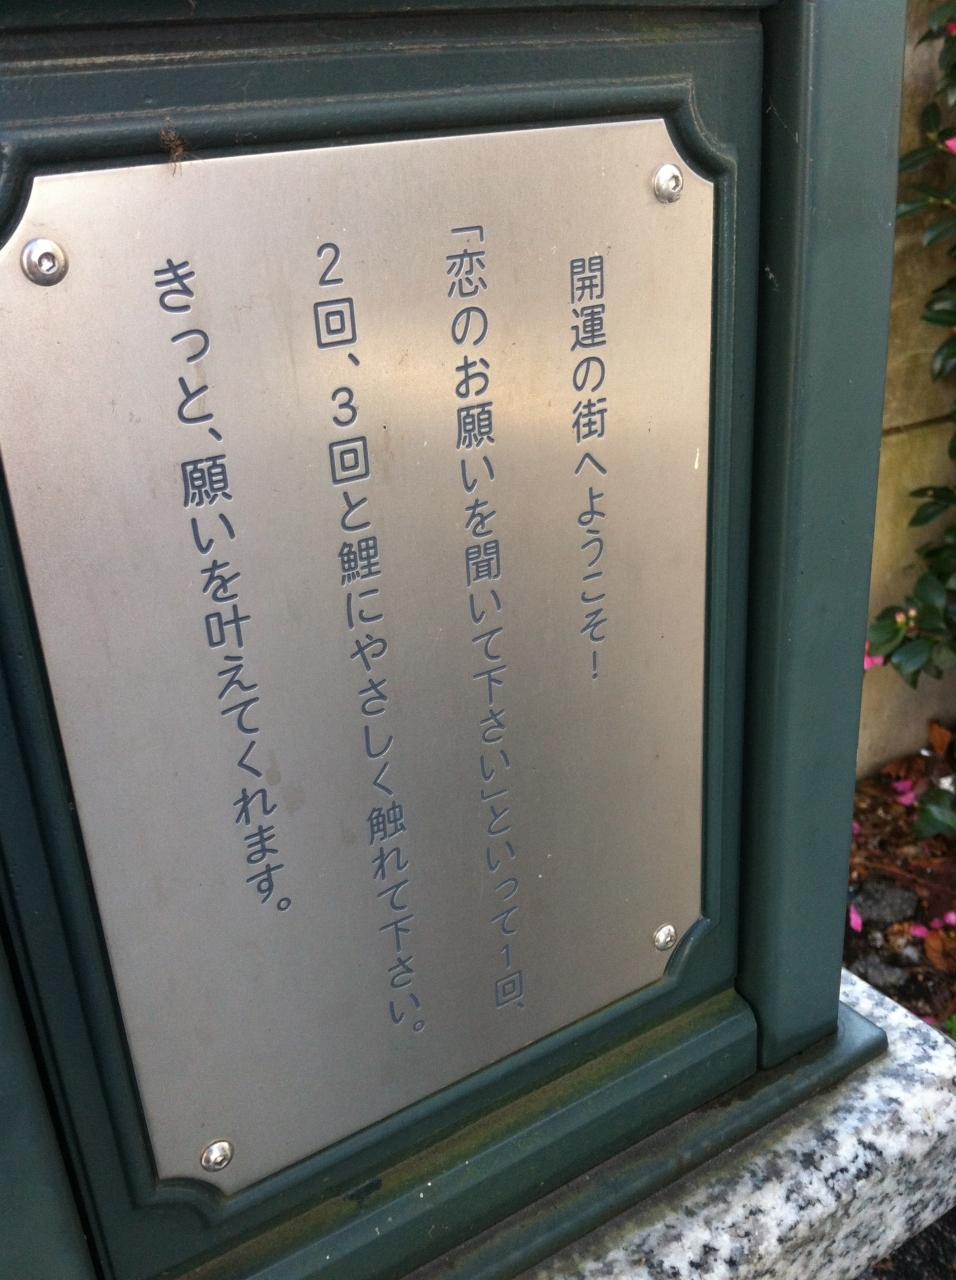 開運の街へようこそ!
「恋のお願いを聞いて下さい」といって1回、
2回、3回と鯉にやさしく触れて下さい。
きっと、願いを叶えてくれます。